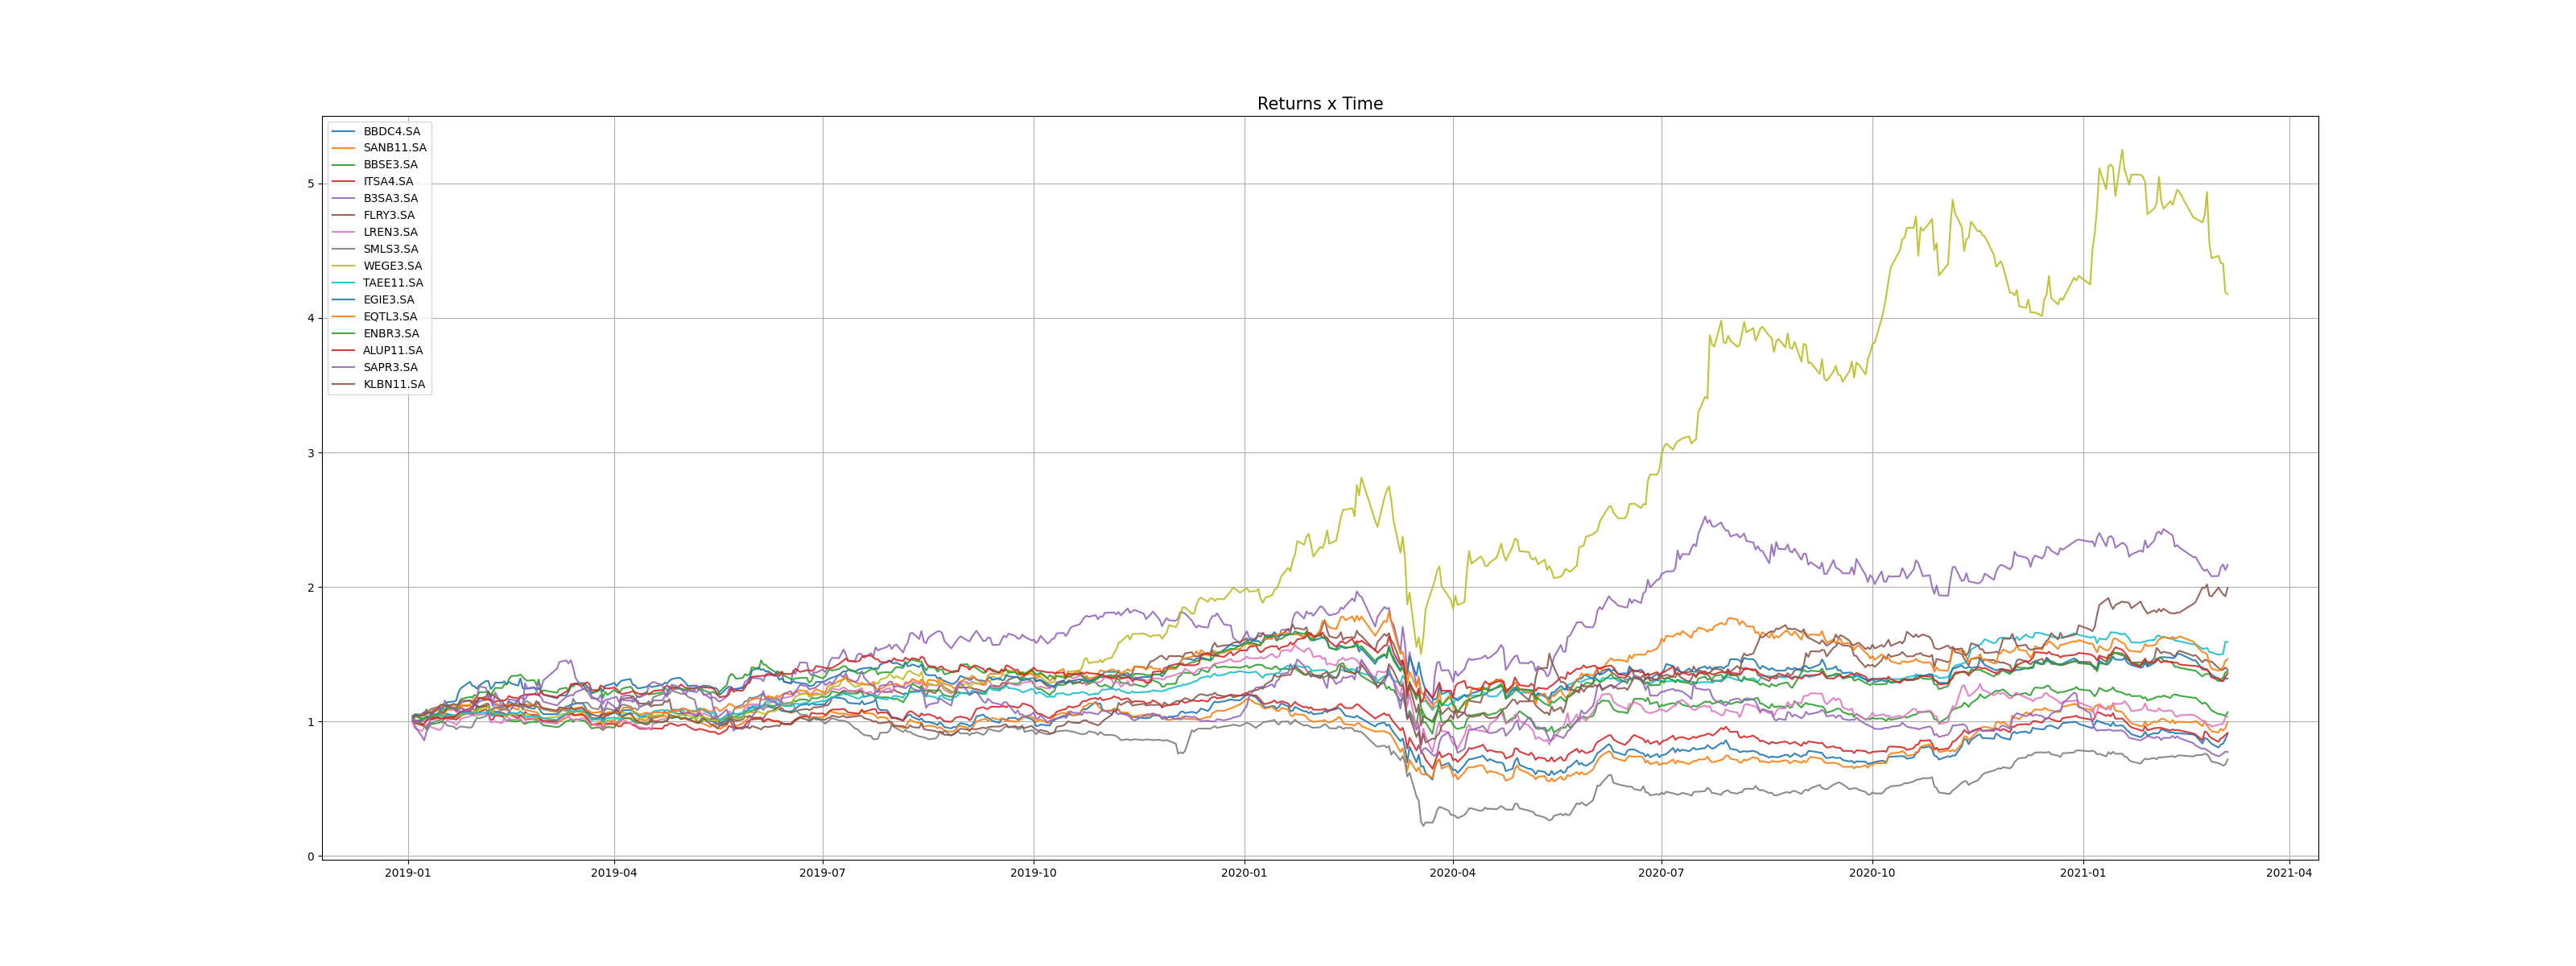 Returns x Time
BBDC4.SA
SANB11.SA
BBSE3.SA
ITSA4.SA
B3SA3.SA
FLRY3.SA
LREN3.SA
SMLS3.SA
WEGE3.SA
TAEE11.SA
EGIE3.SA
EQTL3.SA
ENBR3.SA
ALUP11.SA
SAPR3.SA
KLBN11.SA
5
4
3
2
1
0
2019-01 2019-04 2019-07 2019-10 2020-01 2020-04 2020-07 2020-10 2021-01 2021-04